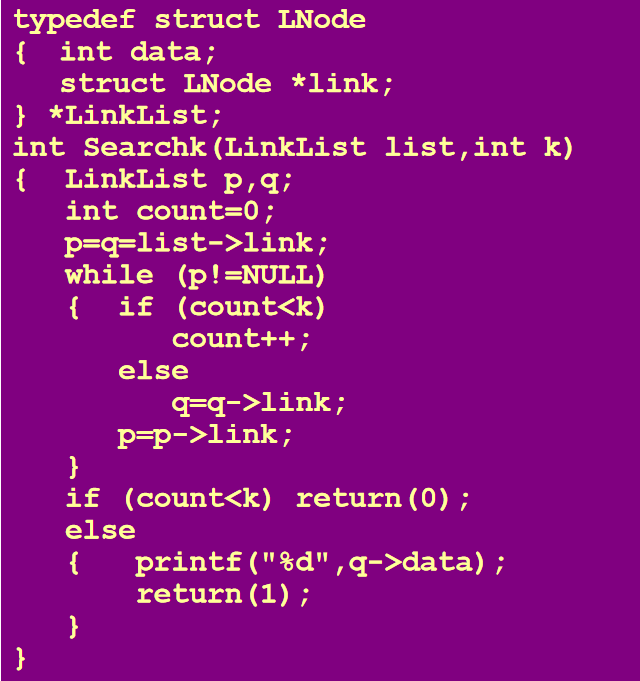 typedef struct LNode
{  int data;
   struct LNode *link;
} *LinkList;
int Searchk(LinkList list,int k)
{  LinkList p,q;
   int count=0;
   p=q=list->link;
   while (p!=NULL)
   {  if (count<k)
         count++;
      else
         q=q->link;
      p=p->link;
   }
   if (count<k) return(0);
   else
   {   printf("%d",q->data);
       return(1);
   }
}